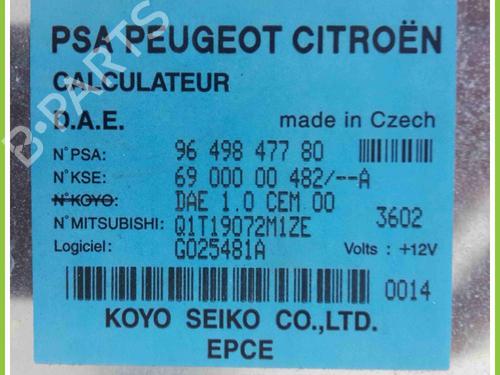 PSA PEUGEOT CITROËN
CALCULATEUR
D.A.E. made in Czech
N°PSA: 96 498 477 80
N°KSE: 69 000 00 482/--A
N°KOYO: DAE 1.0 CEM 00
N°MITSUBISHI: Q1T19072M1ZE 3602
Logiciel: G025481A Volts : +12V
0014
KOYO SEIKO CO.,LTD.
EPCE
B-PARTS